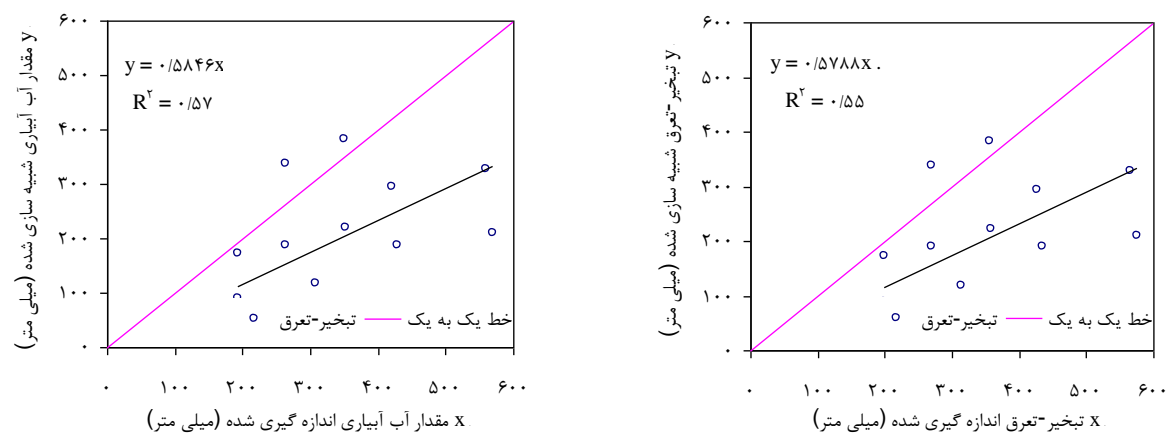 y مقدار آب آبیاری شبیه سازی شده (میلی متر)
۶۰۰
۵۰۰
۴۰۰
۳۰۰
۲۰۰
۱۰۰
۰
y = ۰/۵۸۴۶x
R² = ۰/۵۷
تبخیر-تعرق خط یک به یک
۰ ۱۰۰ ۲۰۰ ۳۰۰ ۴۰۰ ۵۰۰ ۶۰۰
x مقدار آب آبیاری اندازه گیری شده (میلی متر)
y تبخیر-تعرق شبیه سازی شده (میلی متر)
۶۰۰
۵۰۰
۴۰۰
۳۰۰
۲۰۰
۱۰۰
۰
y = ۰/۵۷۸۸x .
R² = ۰/۵۵
تبخیر-تعرق خط یک به یک
۰ ۱۰۰ ۲۰۰ ۳۰۰ ۴۰۰ ۵۰۰ ۶۰۰
x تبخیر-تعرق اندازه گیری شده (میلی متر)